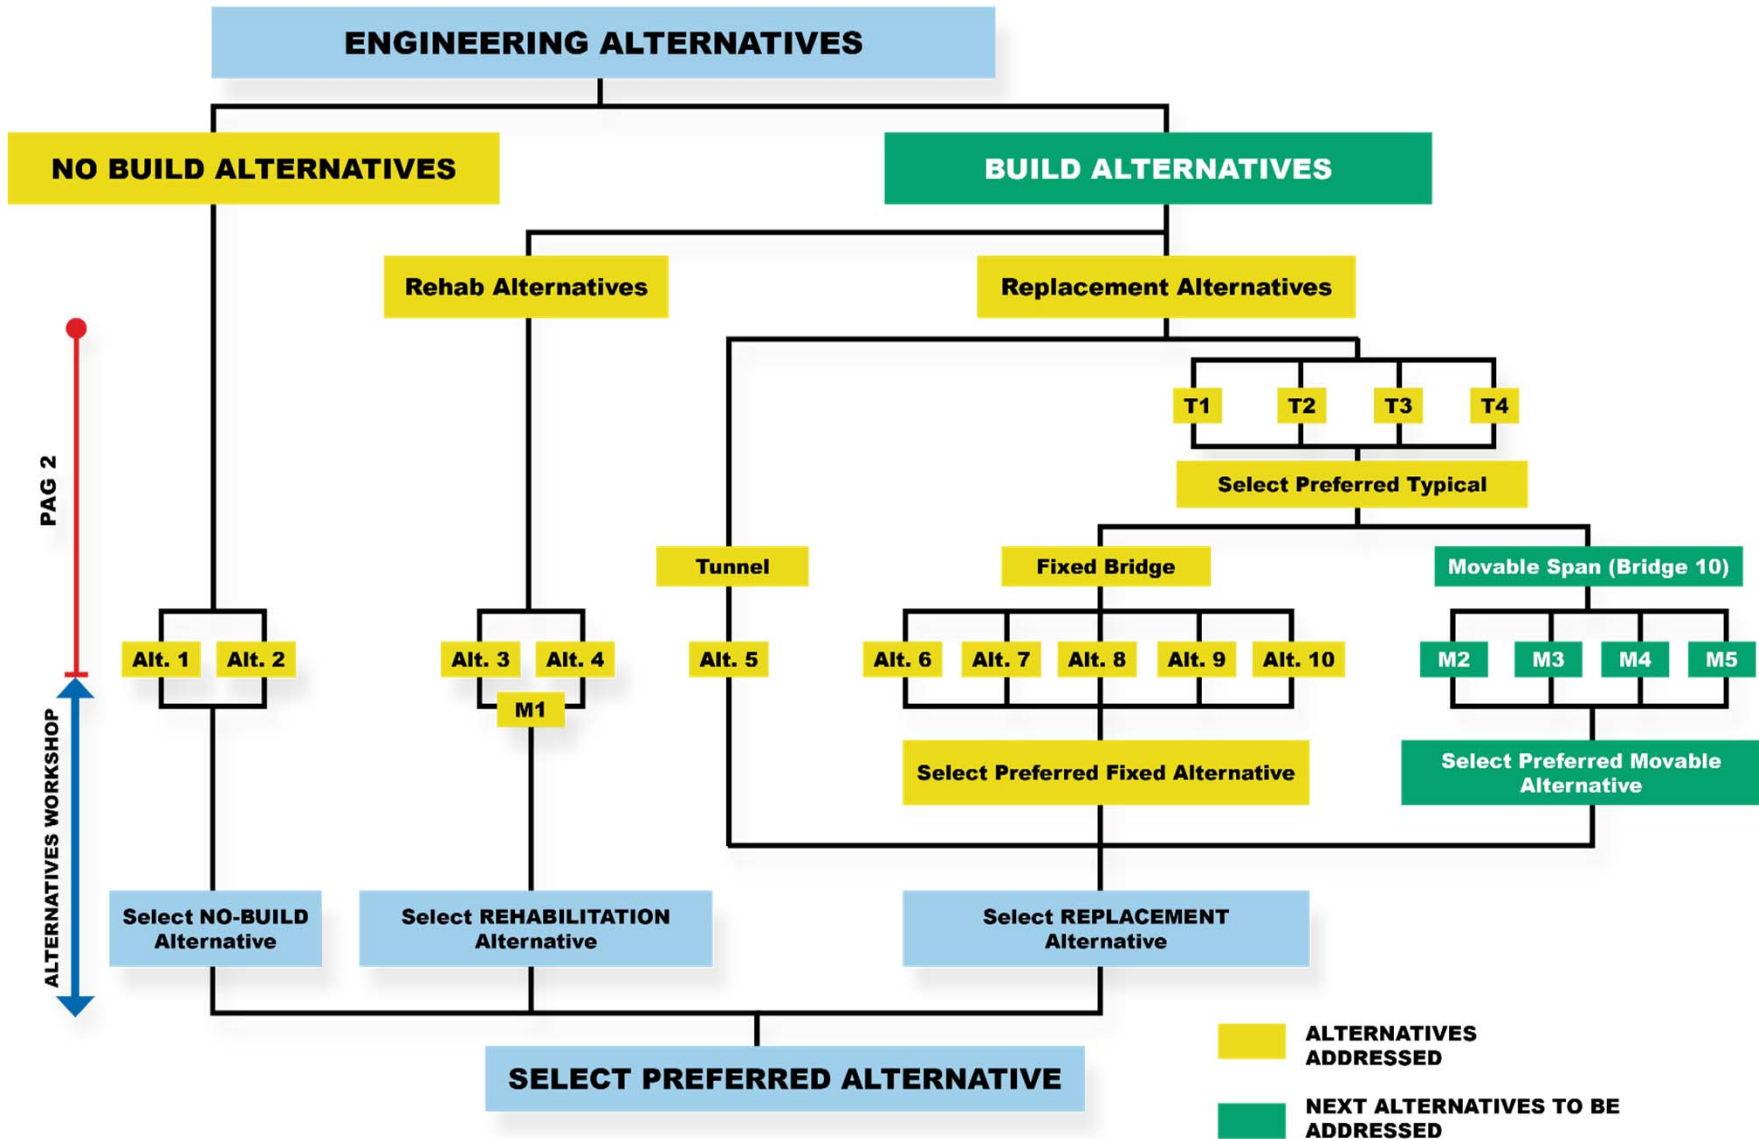 ENGINEERING ALTERNATIVES
NO BUILD ALTERNATIVES
BUILD ALTERNATIVES
Rehab Alternatives
Replacement Alternatives
T1
T2
T3
T4
Select Preferred Typical
PAG 2
Tunnel
Fixed Bridge
Movable Span (Bridge 10)
Alt. 1
Alt. 2
Alt. 3
Alt. 4
Alt. 5
Alt. 6
Alt. 7
Alt. 8
Alt. 9
Alt. 10
M2
M3
M4
M5
M1
ALTERNATIVES WORKSHOP
Select Preferred Fixed Alternative
Select Preferred Movable
Alternative
Select NO-BUILD
Alternative
Select REHABILITATION
Alternative
Select REPLACEMENT
Alternative
SELECT PREFERRED ALTERNATIVE
ALTERNATIVES
ADDRESSED
NEXT ALTERNATIVES TO BE
ADDRESSED